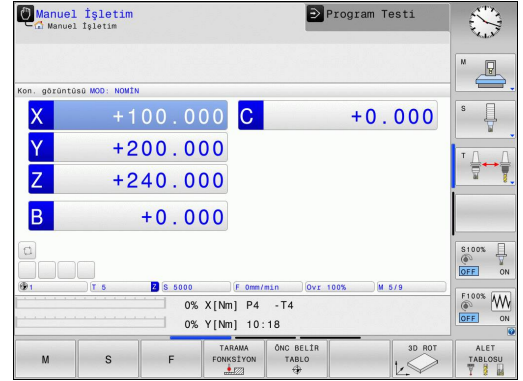 Manuel İşletim
Manuel İşletim
Program Testi
Kon. görüntüsü MOD: NOMİN
X +100.000 C +0.000
Y +200.000
Z +240.000
B +0.000
1 T 5 Z S 5000 F 0mm/min Ovr 100% M 5/9
0% X[Nm] P4 -T4
0% Y[Nm] 10:18
M
S
T
S100%
OFF ON
F100%
OFF ON
M
S
F
TARAMA
FONKSİYON
ÖNC BELİR
TABLO
3D ROT
ALET
TABLOSU